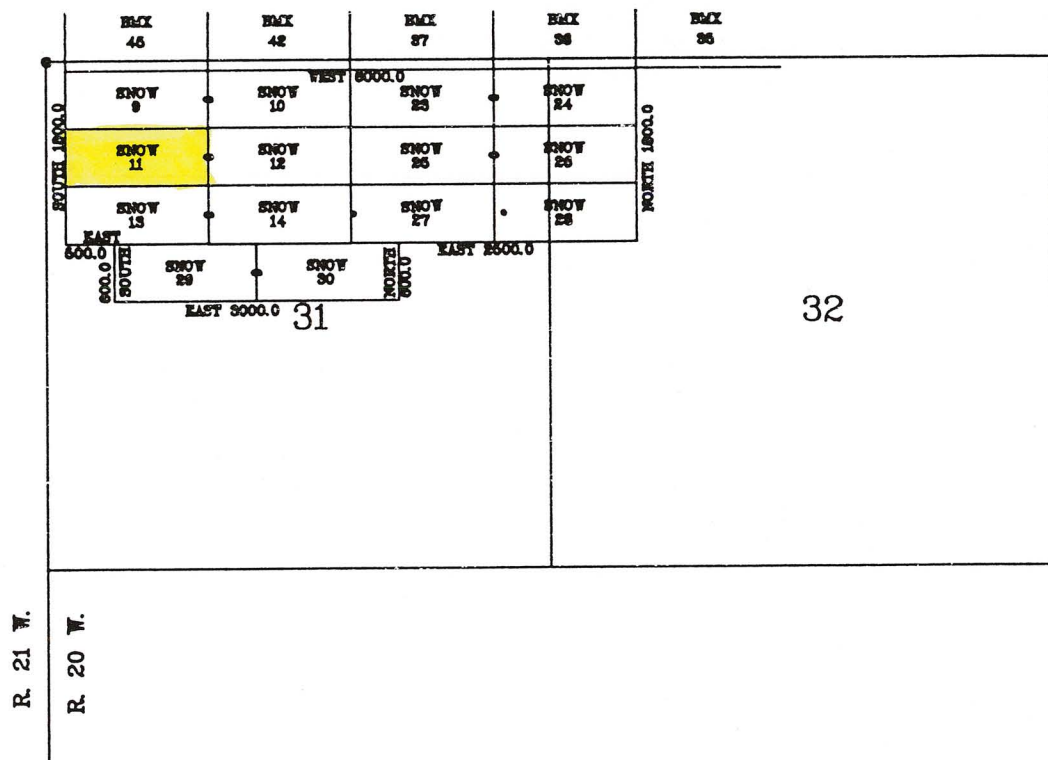 BMX
45
BMX
42
BMX
37
BMX
36
BMX
35
WEST 6000.0
SOUTH 1800.0
SNOW
9
SNOW
10
SNOW
23
SNOW
24
NORTH 1800.0
SNOW
11
SNOW
12
SNOW
25
SNOW
26
SNOW
13
SNOW
14
SNOW
27
SNOW
28
EAST
500.0
EAST 2500.0
600.0
SOUTH
SNOW
29
SNOW
30
NORTH
600.0
EAST 3000.0
31
32
R. 21 W.
R. 20 W.